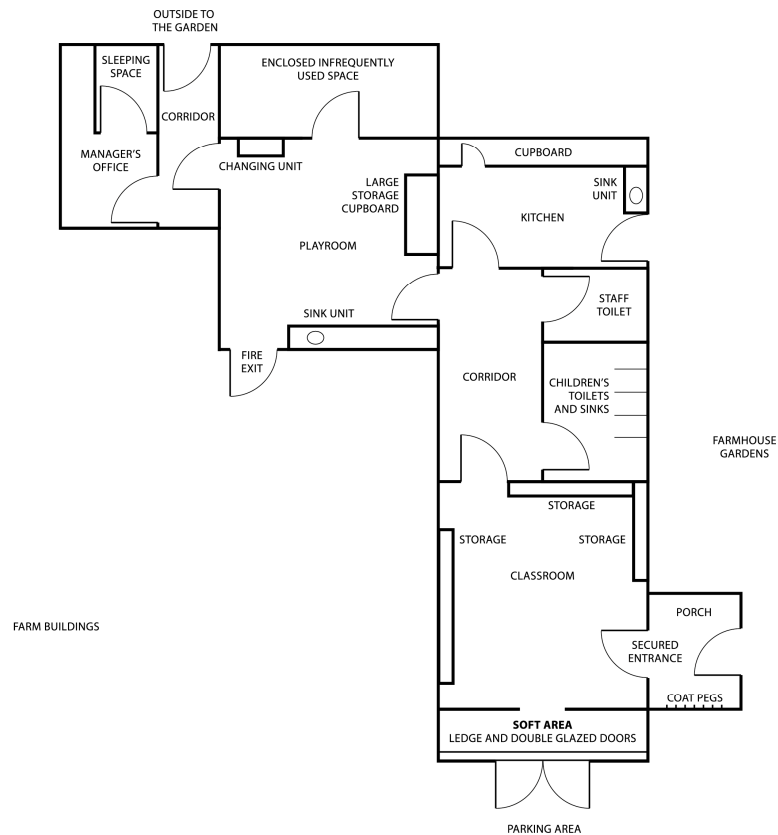 OUTSIDE TO
THE GARDEN
SLEEPING
SPACE
ENCLOSED INFREQUENTLY
USED SPACE
CORRIDOR
MANAGER'S
OFFICE
CHANGING UNIT
CUPBOARD
LARGE
STORAGE
CUPBOARD
SINK
UNIT
KITCHEN
PLAYROOM
STAFF
TOILET
SINK UNIT
FIRE
EXIT
CORRIDOR
CHILDREN'S
TOILETS
AND SINKS
FARMHOUSE
GARDENS
STORAGE
STORAGE
STORAGE
CLASSROOM
FARM BUILDINGS
PORCH
SECURED
ENTRANCE
COAT PEGS
SOFT AREA
LEDGE AND DOUBLE GLAZED DOORS
PARKING AREA